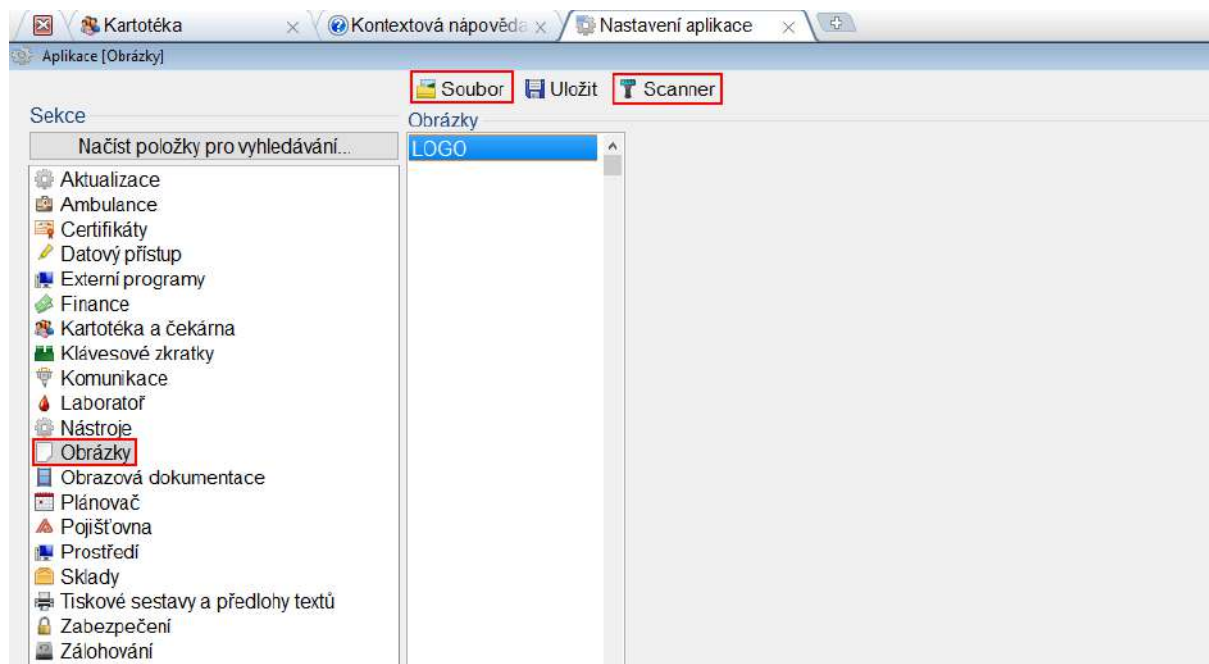 Kartotéka Kontextová nápověda Nastavení aplikace
Aplikace [Obrázky]
Soubor Uložit Scanner
Sekce
Obrázky
Načíst položky pro vyhledávání...
LOGO
Aktualizace
Ambulance
Certifikáty
Datový přístup
Externí programy
Finance
Kartotéka a čekárna
Klávesové zkratky
Komunikace
Laboratoř
Nástroje
Obrázky
Obrazová dokumentace
Plánovač
Pojišťovna
Prostředí
Sklady
Tiskové sestavy a předlohy textů
Zabezpečení
Zálohování